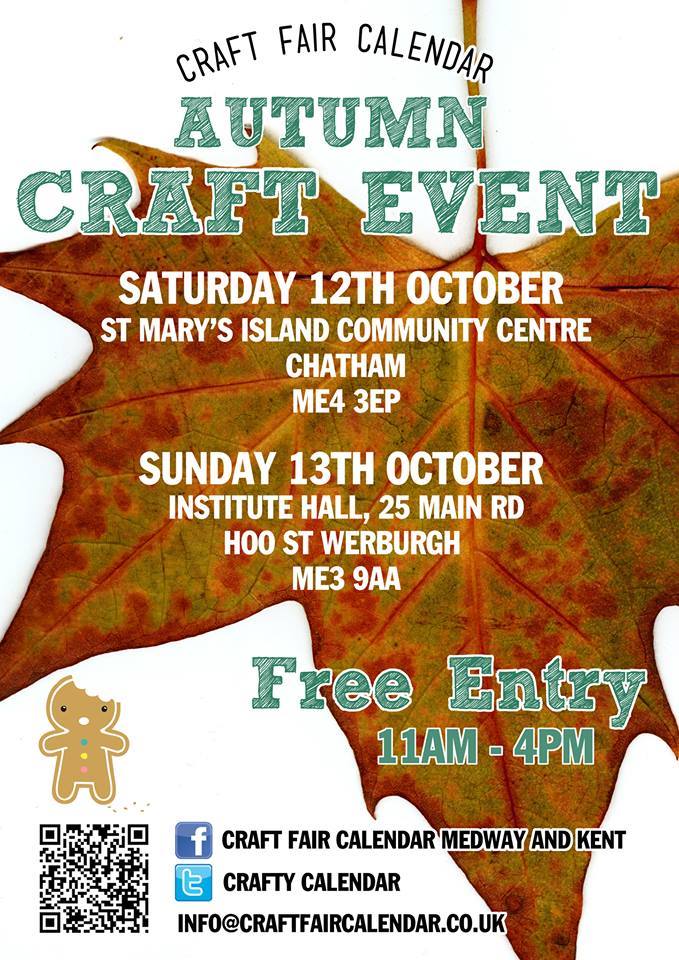 CRAFT FAIR CALENDAR
AUTUMN
CRAFT EVENT
SATURDAY 12TH OCTOBER
ST MARY'S ISLAND COMMUNITY CENTRE
CHATHAM
ME4 3EP
SUNDAY 13TH OCTOBER
INSTITUTE HALL, 25 MAIN RD
HOO ST WERBURGH
ME3 9AA
Free Entry
11AM - 4PM
f CRAFT FAIR CALENDAR MEDWAY AND KENT
t CRAFTY CALENDAR
INFO@CRAFTFAIRCALENDAR.CO.UK